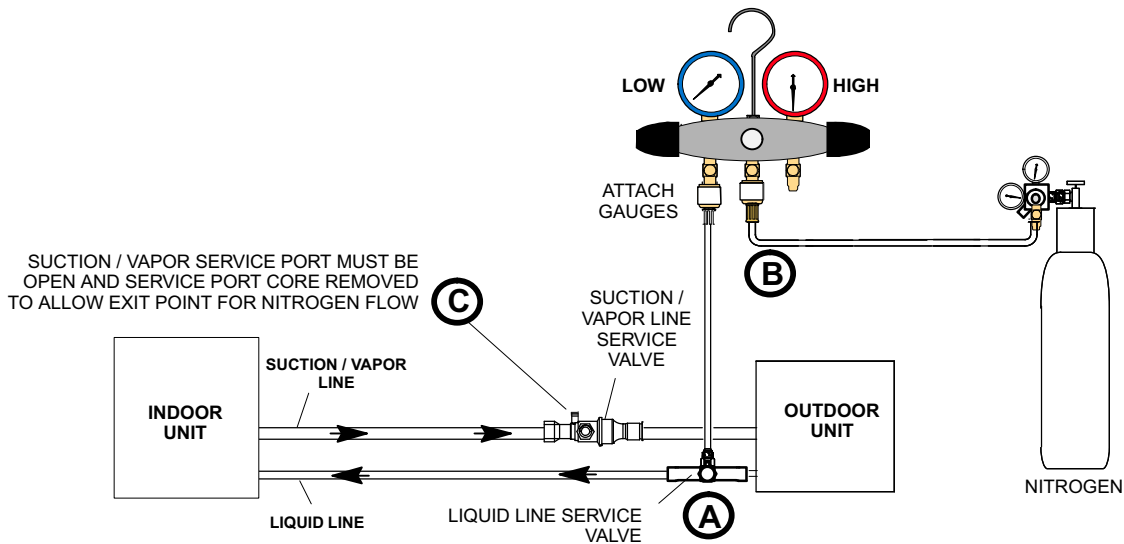 LOW
HIGH
ATTACH
GAUGES
B
SUCTION / VAPOR SERVICE PORT MUST BE
OPEN AND SERVICE PORT CORE REMOVED
TO ALLOW EXIT POINT FOR NITROGEN FLOW
C
SUCTION /
VAPOR LINE
SERVICE
VALVE
SUCTION / VAPOR
LINE
INDOOR
UNIT
OUTDOOR
UNIT
NITROGEN
LIQUID LINE
LIQUID LINE SERVICE
VALVE
A